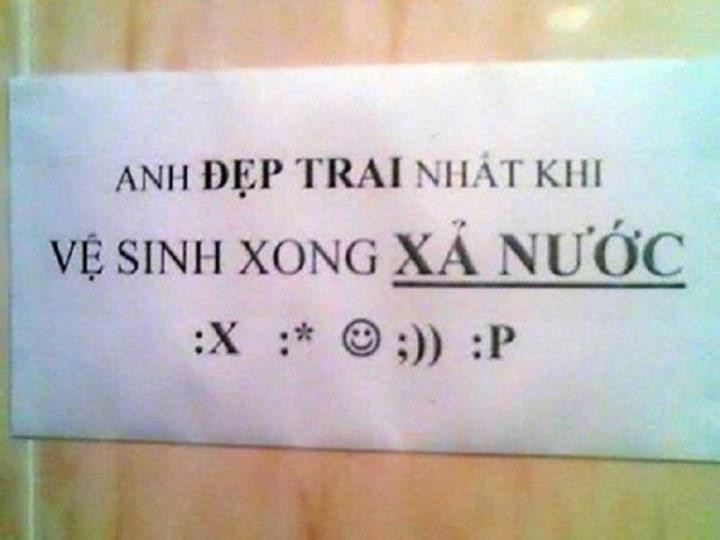 ANH ĐẸP TRAI NHẤT KHI
VỆ SINH XONG XẢ NƯỚC
:X :* ☺ ;)) :P